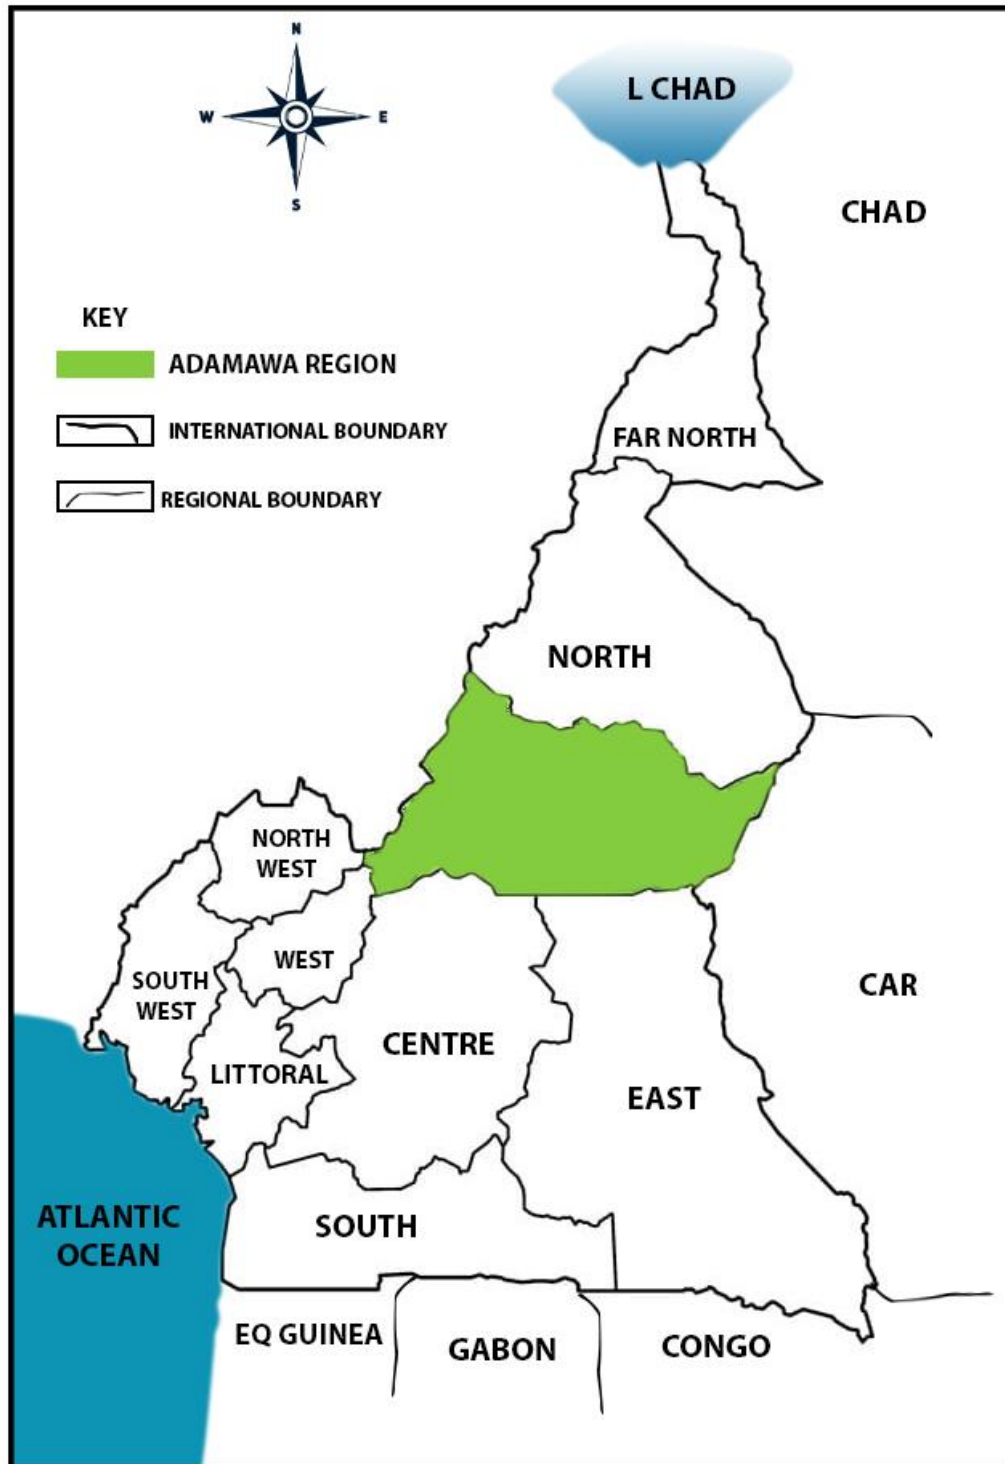 N
W
E
S
L CHAD
CHAD
KEY
ADAMAWA REGION
INTERNATIONAL BOUNDARY
REGIONAL BOUNDARY
FAR NORTH
NORTH
NORTH
WEST
WEST
SOUTH
WEST
CAR
CENTRE
LITTORAL
EAST
ATLANTIC
OCEAN
SOUTH
EQ GUINEA
GABON
CONGO